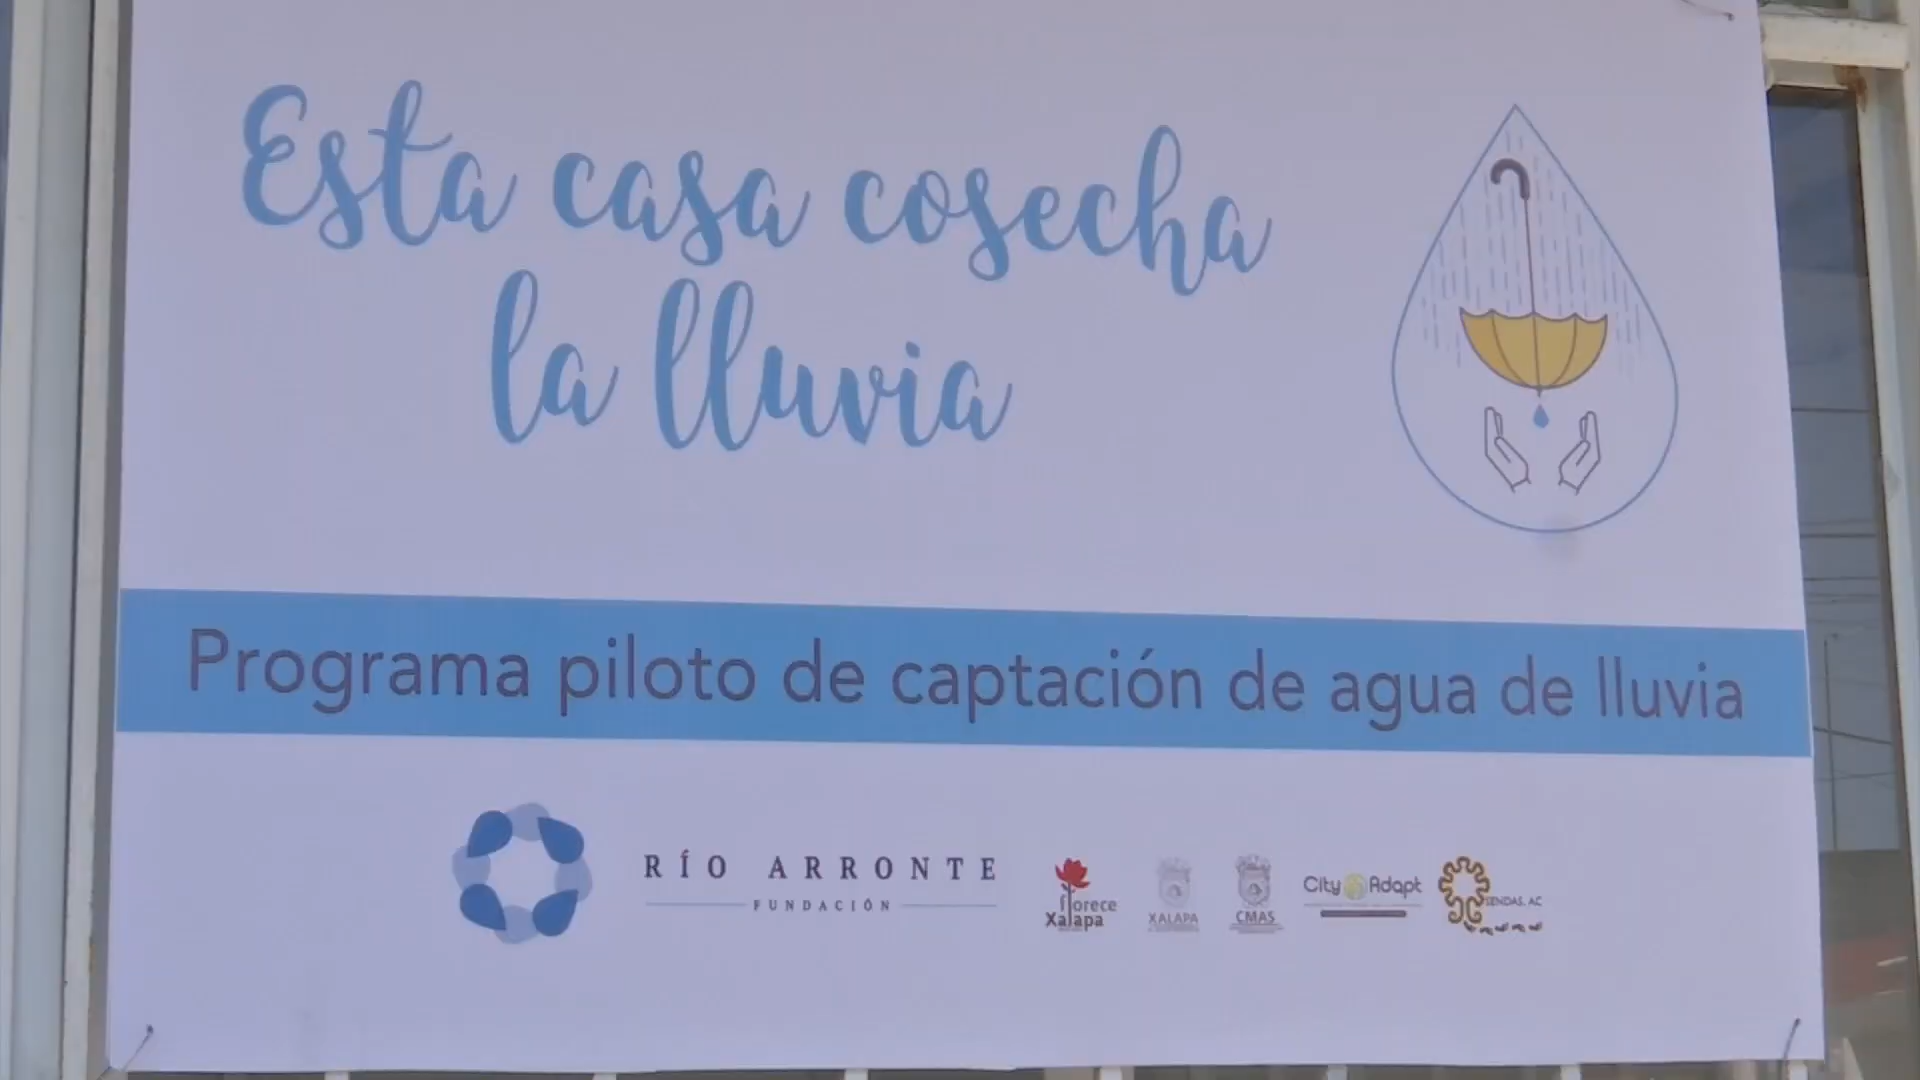 Esta casa cosecha
la lluvia
Programa piloto de captación de agua de lluvia
RÍO ARRONTE
FUNDACIÓN
florece
Xalapa
XALAPA
CMAS
City Adapt
SENDAS, AC